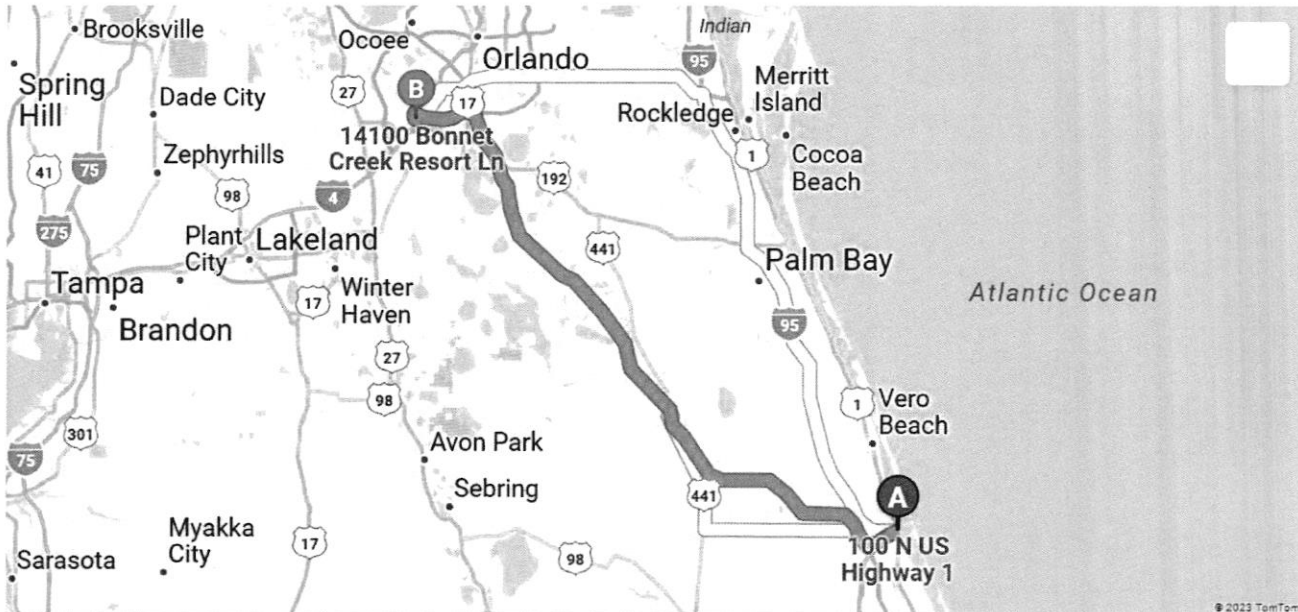 Brooksville
Ocoee
Indian
Orlando
95
Spring
Hill
Dade City
27
B
17
Merritt
Island
Rockledge
14100 Bonnet
Creek Resort Ln
Zephyrhills
1
Cocoa
Beach
41
75
98
4
192
275
Plant
City
Lakeland
441
Palm Bay
Tampa
17
Winter
Haven
Atlantic Ocean
Brandon
95
27
98
1
Vero
Beach
301
75
Avon Park
441
A
Sebring
Myakka
City
17
98
100 N US
Highway 1
Sarasota
© 2023 TomTom